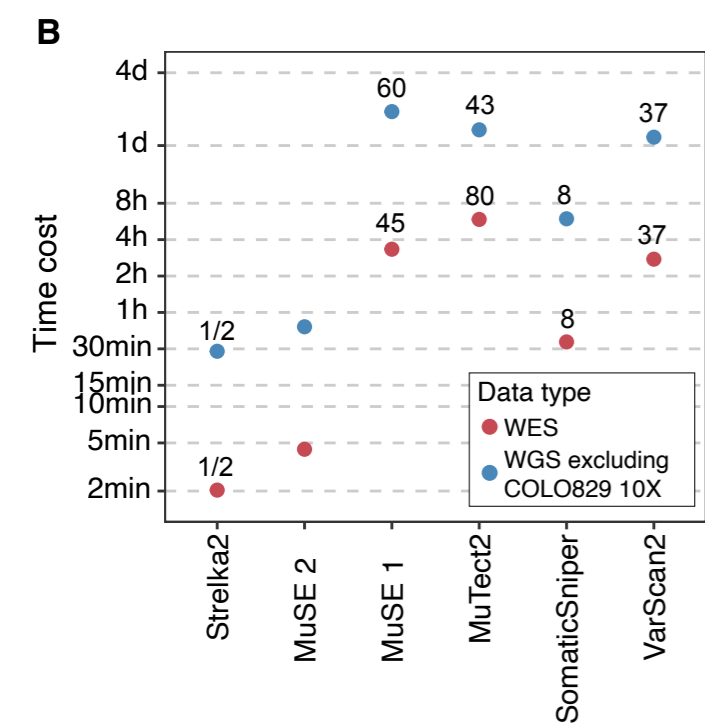 B
Time cost
4d
1d
8h
4h
2h
1h
30min
15min
10min
5min
2min
60
43
37
8
80
45
37
8
1/2
1/2
Data type
WES
WGS excluding
COLO829 10X
Strelka2
MuSE 2
MuSE 1
MuTect2
SomaticSniper
VarScan2